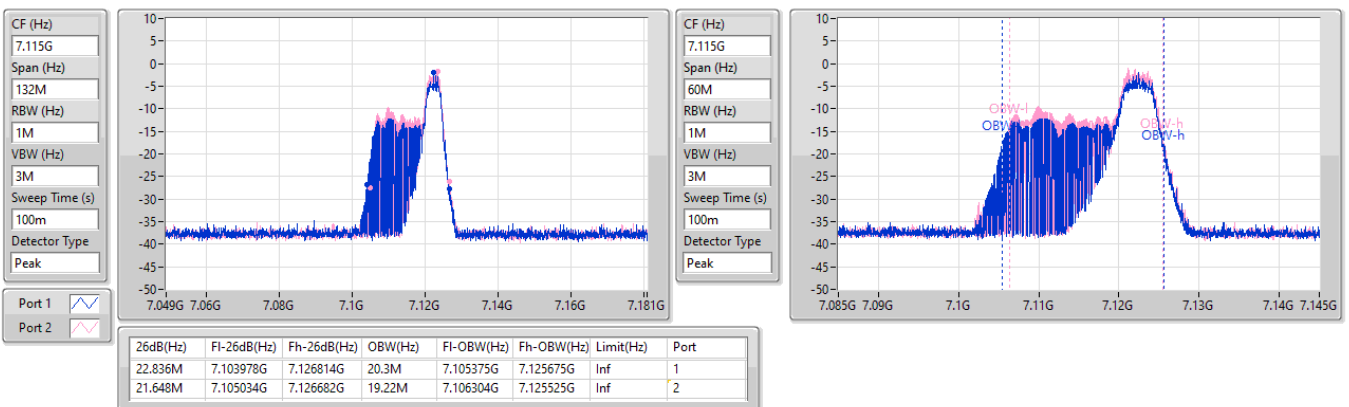 CF (Hz)
7.115G
Span (Hz)
132M
RBW (Hz)
1M
VBW (Hz)
3M
Sweep Time (s)
100m
Detector Type
Peak
Port 1
Port 2
10
5
0
-5
-10
-15
-20
-25
-30
-35
-40
-45
-50
7.049G 7.06G 7.08G 7.1G 7.12G 7.14G 7.16G 7.181G
CF (Hz)
7.115G
Span (Hz)
60M
RBW (Hz)
1M
VBW (Hz)
3M
Sweep Time (s)
100m
Detector Type
Peak
10
5
0
-5
-10
-15
-20
-25
-30
-35
-40
-45
-50
OBW-l
OBW-h
OBW-h
7.085G 7.09G 7.1G 7.11G 7.12G 7.13G 7.14G 7.145G
26dB(Hz) Fl-26dB(Hz) Fh-26dB(Hz) OBW(Hz) Fl-OBW(Hz) Fh-OBW(Hz) Limit(Hz) Port
22.836M 7.103978G 7.126814G 20.3M 7.105375G 7.125675G Inf 1
21.648M 7.105034G 7.126682G 19.22M 7.106304G 7.125525G Inf 2